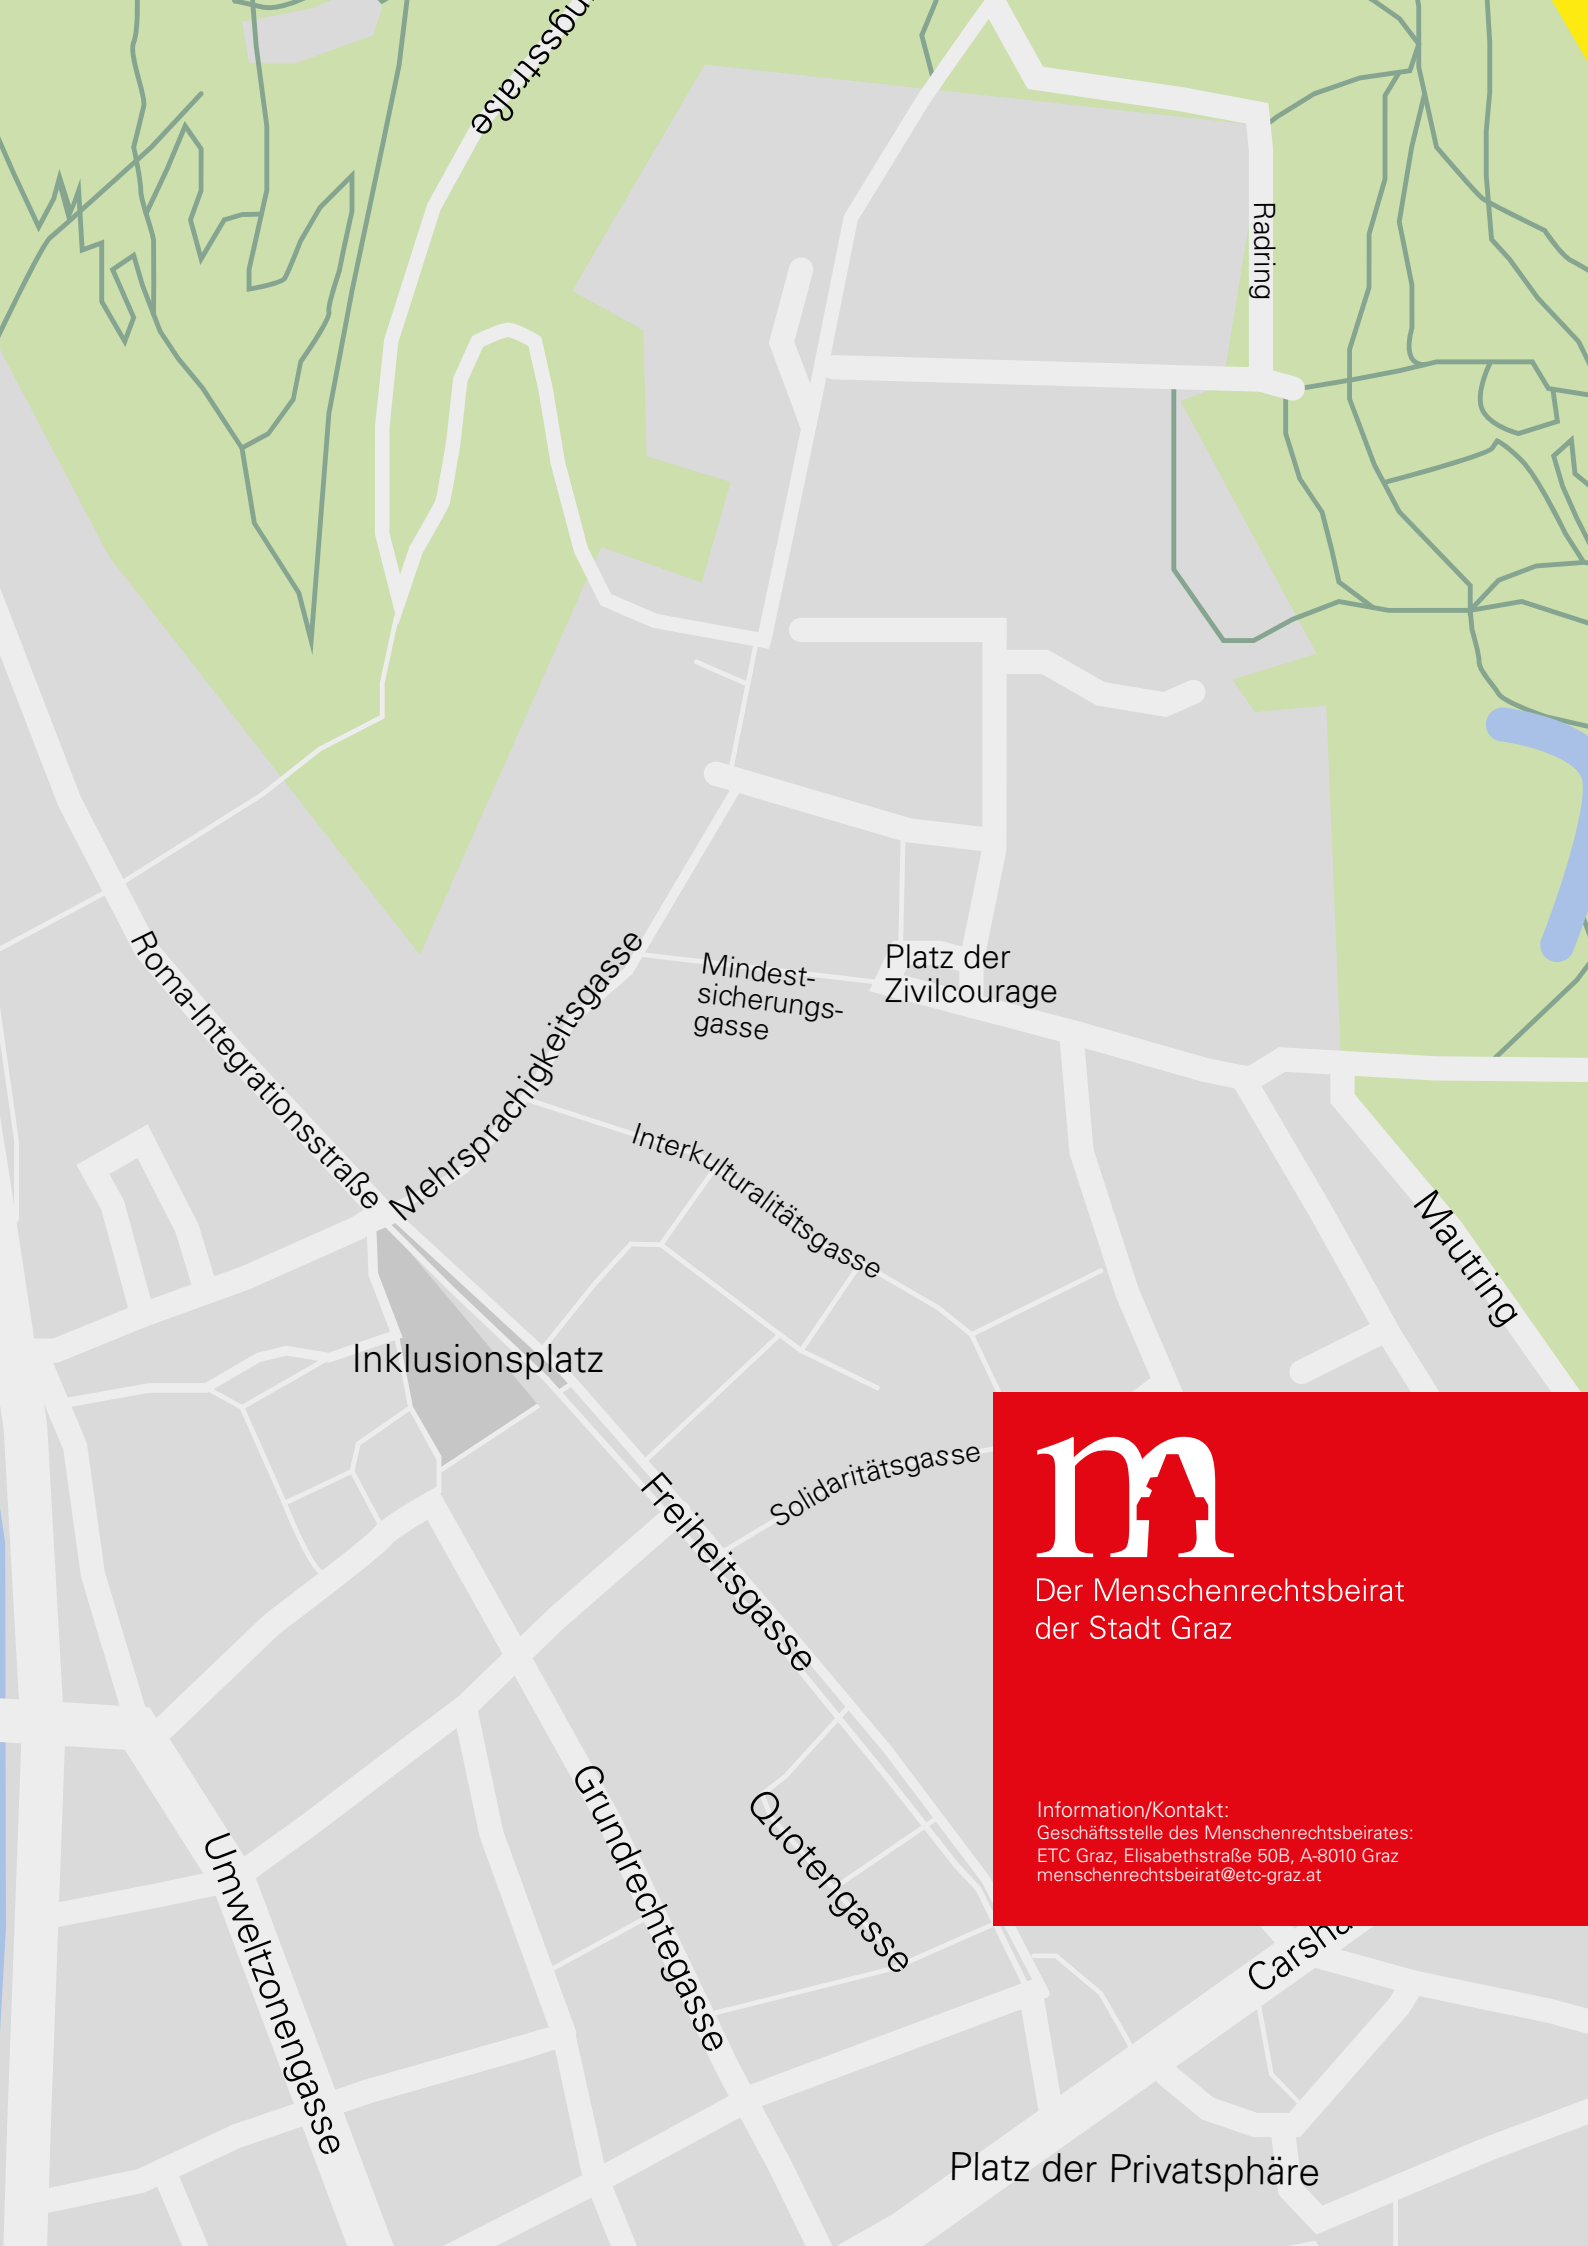 ngsstraße
Radring
Roma-Integrationsstraße
Mehrsprachigkeitsgasse
Mindest-
sicherungs-
gasse
Platz der
Zivilcourage
Interkulturalitätsgasse
Mautring
Inklusionsplatz
Solidaritätsgasse
Freiheitsgasse
m
Der Menschenrechtsbeirat
der Stadt Graz
Grundrechtegasse
Quotengasse
Umweltzonengasse
Information/Kontakt:
Geschäftsstelle des Menschenrechtsbeirates:
ETC Graz, Elisabethstraße 50B, A-8010 Graz
menschenrechtsbeirat@etc-graz.at
Carsha
Platz der Privatsphäre